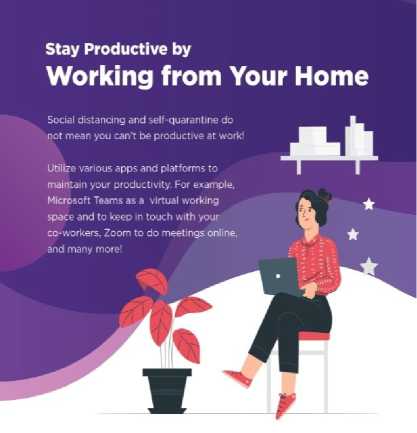 Stay Productive by
Working from Your Home
Social distancing and self-quarantine do
not mean you can't be productive at work!
Utilize various apps and platforms to
maintain your productivity. For example,
Microsoft Teams as a virtual working
space and to keep in touch with your
co-workers, Zoom to do meetings online,
and many more!